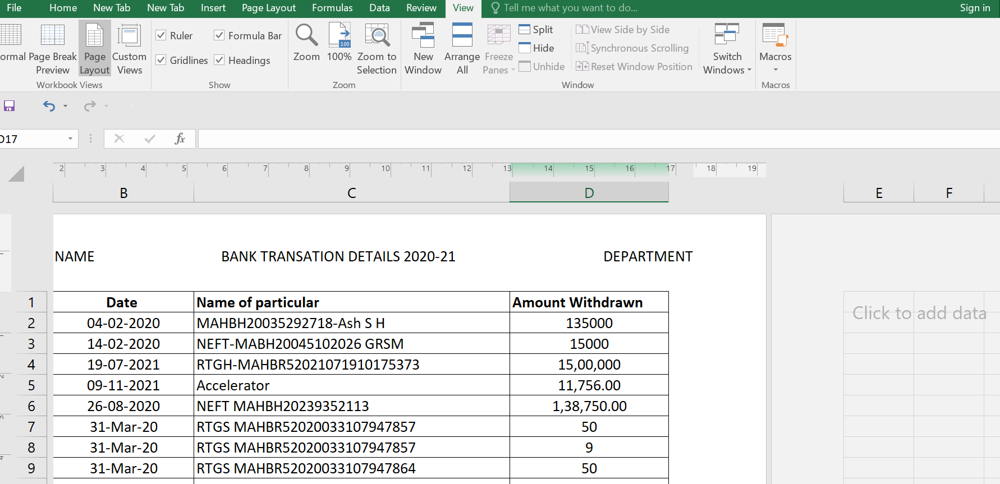 File Home New Tab New Tab Insert Page Layout Formulas Data Review View Tell me what you want to do... Sign in
ormal Page Break Preview Page Layout Custom Views
Workbook Views
Ruler Formula Bar
Gridlines Headings
Show
Zoom 100 100% Zoom to Selection
Zoom
New Window Arrange All Freeze Panes
Split
Hide
Unhide
View Side by Side
Synchronous Scrolling
Reset Window Position
Switch Windows
Window
Macros
Macros
D17 fx
2 3 4 5 6 7 8 9 10 11 12 13 14 15 16 17 18 19
B C D E F
NAME BANK TRANSATION DETAILS 2020-21 DEPARTMENT
1 Date Name of particular Amount Withdrawn
Click to add data
2 04-02-2020 MAHBH20035292718-Ash S H 135000
3 14-02-2020 NEFT-MABH20045102026 GRSM 15000
4 19-07-2021 RTGH-MAHBR52021071910175373 15,00,000
5 09-11-2021 Accelerator 11,756.00
6 26-08-2020 NEFT MAHBH20239352113 1,38,750.00
7 31-Mar-20 RTGS MAHBR52020033107947857 50
8 31-Mar-20 RTGS MAHBR52020033107947857 9
9 31-Mar-20 RTGS MAHBR52020033107947864 50